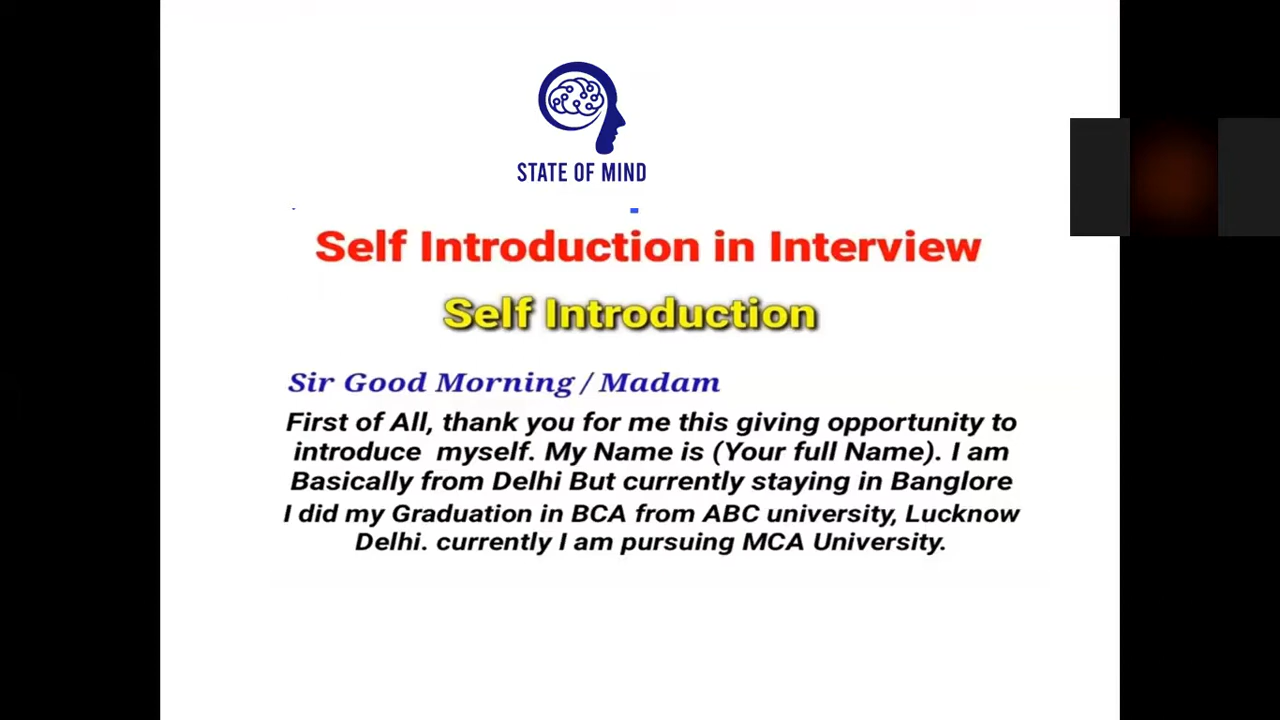 STATE OF MIND
Self Introduction in Interview
Self Introduction
Sir Good Morning / Madam
First of All, thank you for me this giving opportunity to
introduce myself. My Name is (Your full Name). I am
Basically from Delhi But currently staying in Banglore
I did my Graduation in BCA from ABC university, Lucknow
Delhi. currently I am pursuing MCA University.